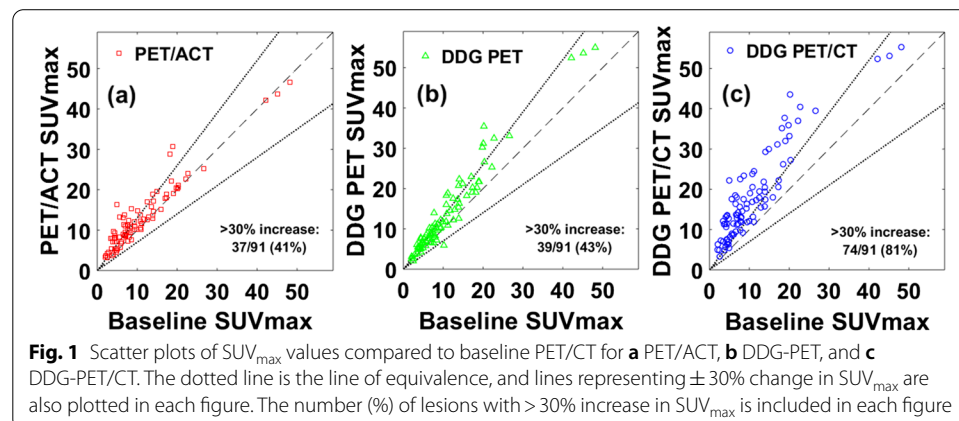 PET/ACT SUVmax
50
40
30
20
10
0
PET/ACT
(a)
>30% increase:
37/91 (41%)
0 10 20 30 40 50
Baseline SUVmax
DDG PET SUVmax
50
40
30
20
10
0
DDG PET
(b)
>30% increase:
39/91 (43%)
0 10 20 30 40 50
Baseline SUVmax
DDG PET/CT SUVmax
50
40
30
20
10
0
DDG PET/CT
(c)
>30% increase:
74/91 (81%)
0 10 20 30 40 50
Baseline SUVmax
Fig. 1 Scatter plots of SUVmax values compared to baseline PET/CT for a PET/ACT, b DDG-PET, and c
DDG-PET/CT. The dotted line is the line of equivalence, and lines representing ± 30% change in SUVmax are
also plotted in each figure. The number (%) of lesions with > 30% increase in SUVmax is included in each figure